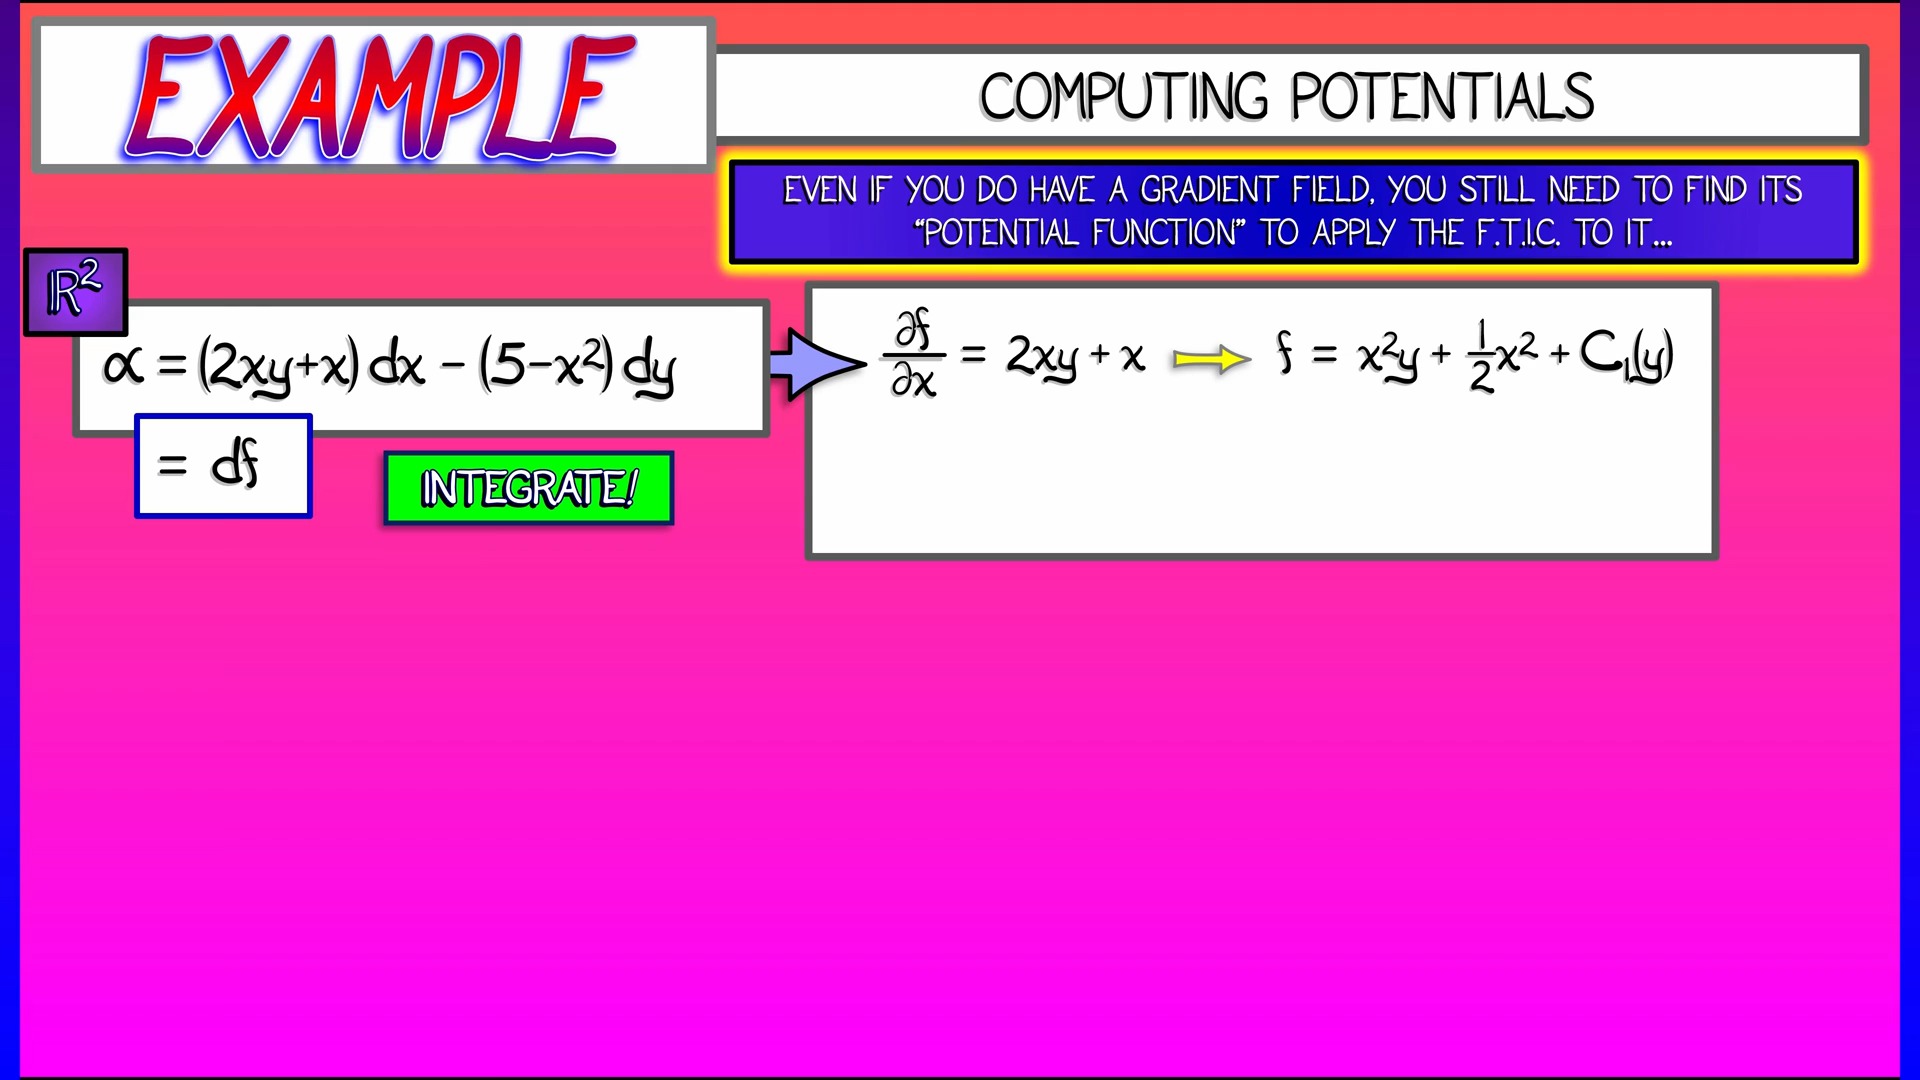 EXAMPLE
COMPUTING POTENTIALS
EVEN IF YOU DO HAVE A GRADIENT FIELD, YOU STILL NEED TO FIND ITS
“POTENTIAL FUNCTION” TO APPLY THE F.T.I.C. TO IT...
ℝ²
α = (2xy+x) dx − (5−x²) dy
= df
INTEGRATE!
∂f/∂x = 2xy + x → f = x²y + ½x² + C₁(y)